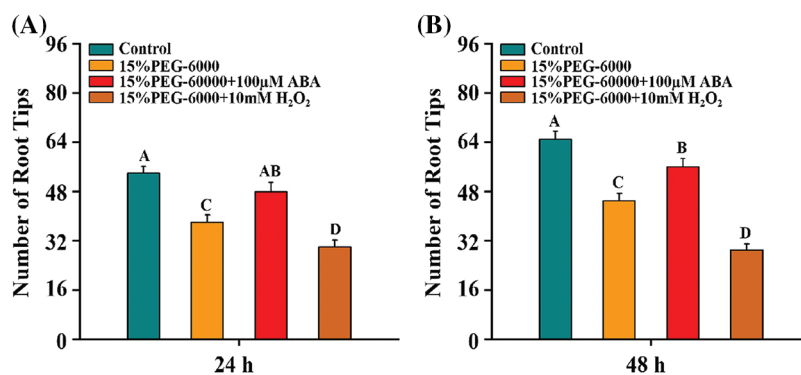 (A)
Number of Root Tips
96
80
64
48
32
16
0
Control
15%PEG-6000
15%PEG-60000+100μM ABA
15%PEG-6000+10mM H₂O₂
A
C
AB
D
24 h
(B)
Number of Root Tips
96
80
64
48
32
16
0
Control
15%PEG-6000
15%PEG-60000+100μM ABA
15%PEG-6000+10mM H₂O₂
A
C
B
D
48 h